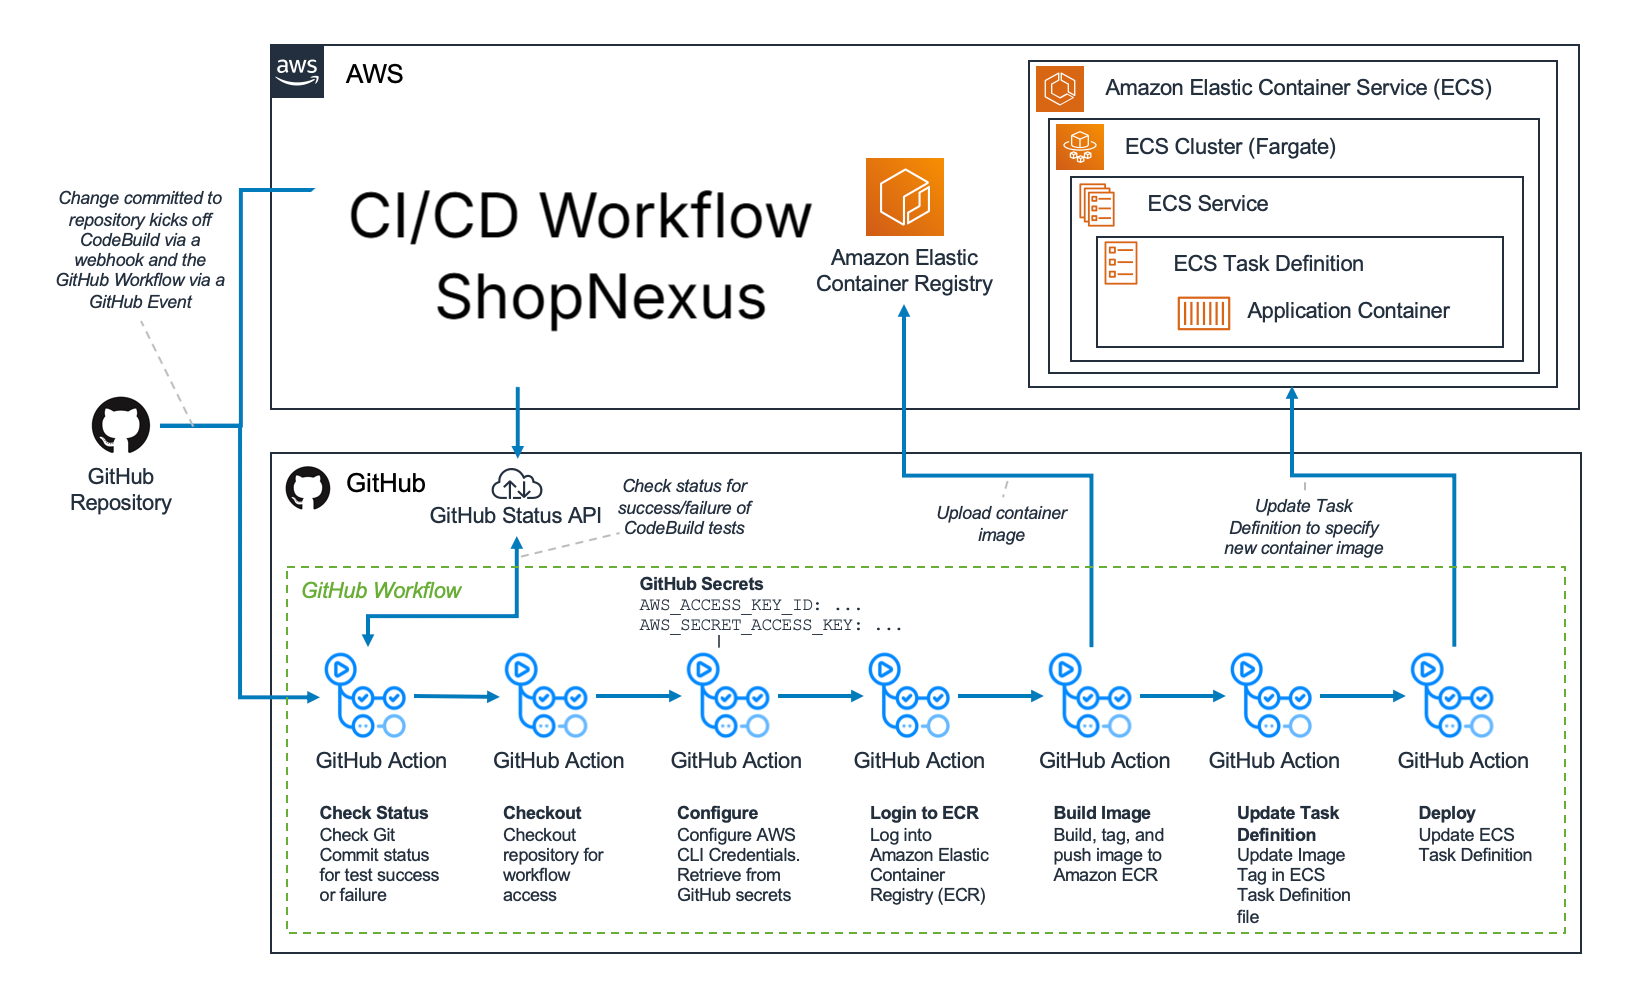 aws
AWS
Amazon Elastic Container Service (ECS)
ECS Cluster (Fargate)
ECS Service
ECS Task Definition
Application Container
CI/CD Workflow
ShopNexus
Amazon Elastic
Container Registry
Change committed to
repository kicks off
CodeBuild via a
webhook and the
GitHub Workflow via a
GitHub Event
GitHub
Repository
GitHub
GitHub Status API
Check status for
success/failure of
CodeBuild tests
Upload container
image
Update Task
Definition to specify
new container image
GitHub Workflow
GitHub Secrets
AWS_ACCESS_KEY_ID: ...
AWS_SECRET_ACCESS_KEY: ...
GitHub Action
Check Status
Check Git
Commit status
for test success
or failure
GitHub Action
Checkout
Checkout
repository for
workflow
access
GitHub Action
Configure
Configure AWS
CLI Credentials.
Retrieve from
GitHub secrets
GitHub Action
Login to ECR
Log into
Amazon Elastic
Container
Registry (ECR)
GitHub Action
Build Image
Build, tag, and
push image to
Amazon ECR
GitHub Action
Update Task
Definition
Update Image
Tag in ECS
Task Definition
file
GitHub Action
Deploy
Update ECS
Task Definition